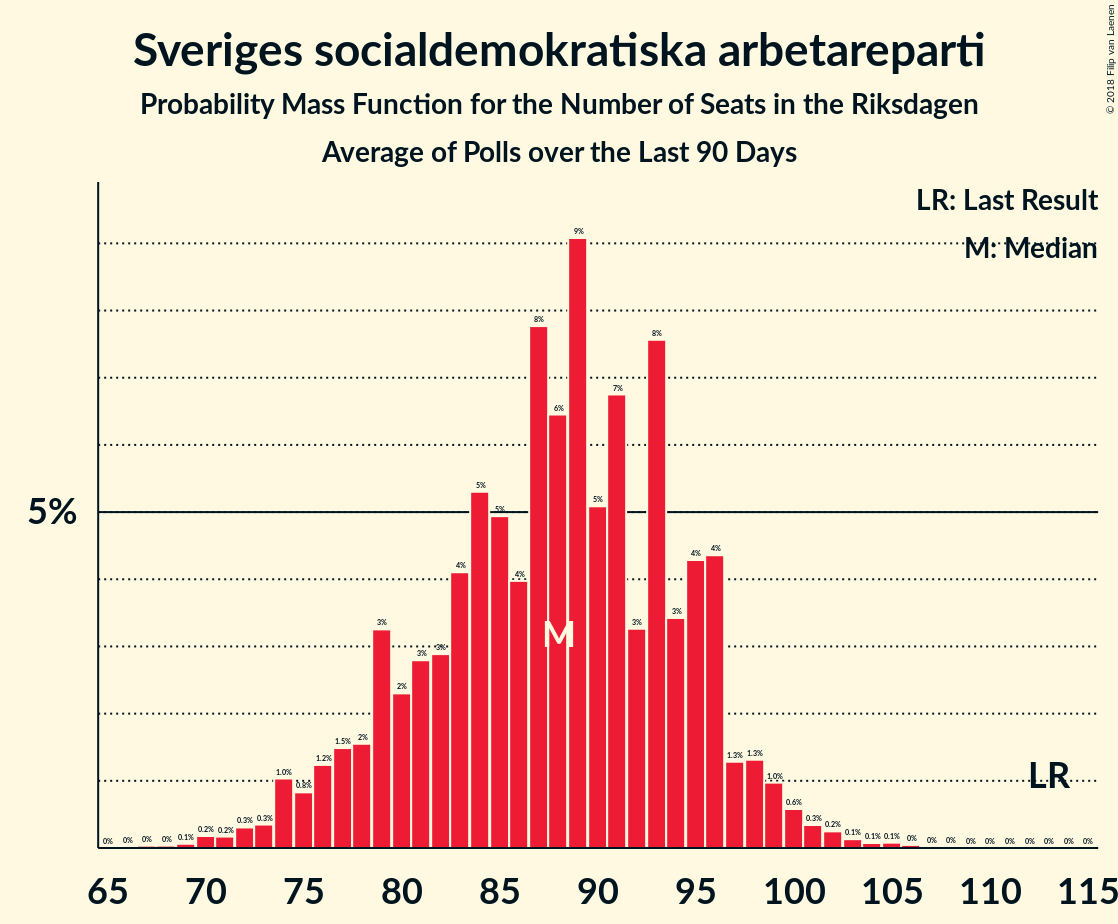 Sveriges socialdemokratiska arbetareparti
Probability Mass Function for the Number of Seats in the Riksdagen
Average of Polls over the Last 90 Days
© 2018 Filip van Laenen
LR: Last Result
M: Median
5%
0% 0% 0% 0% 0.1% 0.2% 0.2% 0.3% 0.3% 1.0% 0.8% 1.2% 1.5% 2% 3% 2% 3% 3% 4% 5% 5% 4% 8% 6% 9% 5% 7% 3% 8% 3% 4% 4% 1.3% 1.3% 1.0% 0.6% 0.3% 0.2% 0.1% 0.1% 0.1% 0% 0% 0% 0% 0% 0% 0% 0% 0% 0%
M
LR
65 70 75 80 85 90 95 100 105 110 115